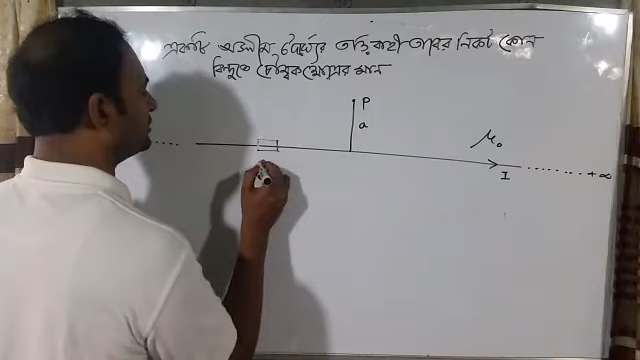 একটি অসীম দৈর্ঘ্যের তড়িৎবাহী তারের নিকট কোন
বিন্দুতে চৌম্বকক্ষেত্রের মান
P
a
μ₀
I
+ ∞